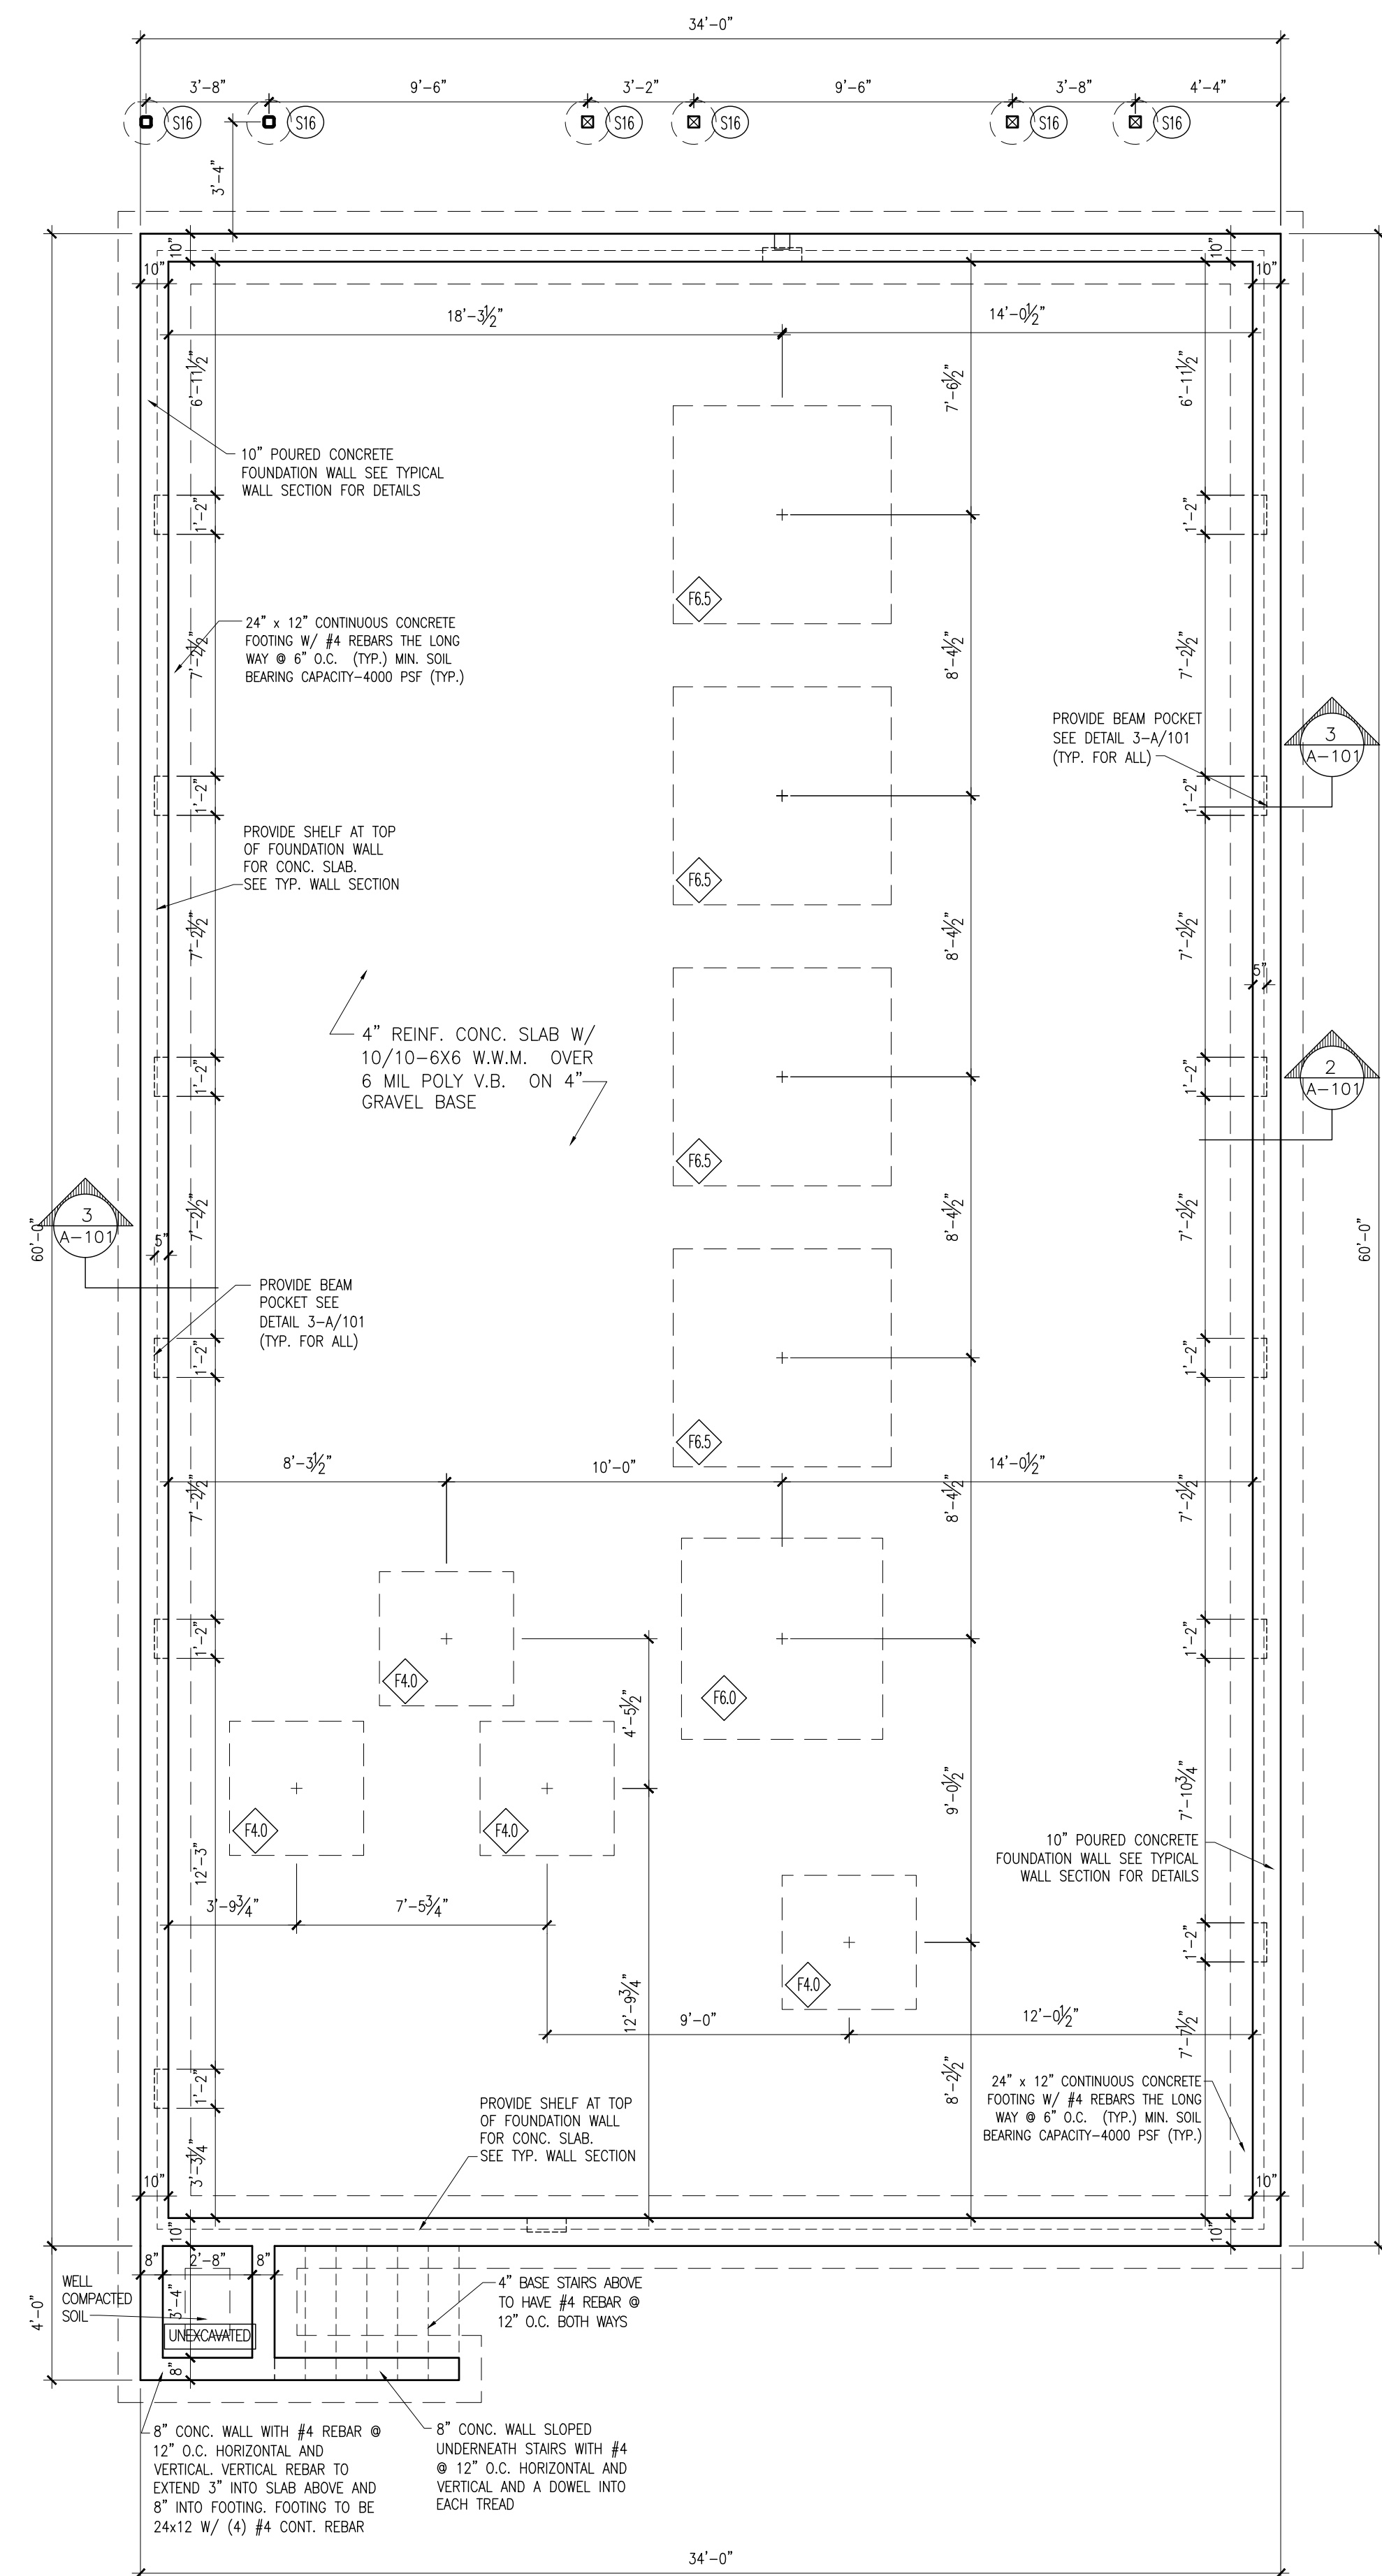 34'-0"
3'-8" 9'-6" 3'-2" 9'-6" 3'-8" 4'-4"
S16 S16 S16 S16 S16 S16
3'-4"
10" 10"
10" 10"
18'-3½" 14'-0½"
6'-11½" 7'-6½" 6'-11½"
10" POURED CONCRETE
FOUNDATION WALL SEE TYPICAL
WALL SECTION FOR DETAILS
1'-2" 1'-2"
F6.5
24" x 12" CONTINUOUS CONCRETE
FOOTING W/ #4 REBARS THE LONG
WAY @ 6" O.C. (TYP.) MIN. SOIL
BEARING CAPACITY-4000 PSF (TYP.)
7'-2½" 8'-4½" 7'-2½"
PROVIDE BEAM POCKET
SEE DETAIL 3-A/101
(TYP. FOR ALL)
3
A-101
1'-2" 1'-2"
PROVIDE SHELF AT TOP
OF FOUNDATION WALL
FOR CONC. SLAB.
SEE TYP. WALL SECTION
F6.5
7'-2½" 8'-4½" 7'-2½"
5"
4" REINF. CONC. SLAB W/
10/10-6X6 W.W.M. OVER
6 MIL POLY V.B. ON 4"
GRAVEL BASE
2
A-101
1'-2" 1'-2"
F6.5
3
A-101
60'-0" 7'-2½" 8'-4½" 7'-2½" 60'-0"
5"
PROVIDE BEAM
POCKET SEE
DETAIL 3-A/101
(TYP. FOR ALL)
1'-2" 1'-2"
F6.5
8'-3½" 10'-0" 14'-0½"
7'-2½" 8'-4½" 7'-2½"
1'-2" 1'-2"
F4.0 F6.0
4'-5½"
7'-10¾"
9'-0½"
F4.0 F4.0
10" POURED CONCRETE
FOUNDATION WALL SEE TYPICAL
WALL SECTION FOR DETAILS
12'-3"
3'-9¾" 7'-5¾"
1'-2"
F4.0
12'-9¾"
9'-0" 12'-0½"
7'-7½"
1'-2" 8'-2½"
24" x 12" CONTINUOUS CONCRETE
FOOTING W/ #4 REBARS THE LONG
WAY @ 6" O.C. (TYP.) MIN. SOIL
BEARING CAPACITY-4000 PSF (TYP.)
PROVIDE SHELF AT TOP
OF FOUNDATION WALL
FOR CONC. SLAB.
SEE TYP. WALL SECTION
3'-3¼"
10" 10"
10" 10"
8" 2'-8" 8"
WELL
COMPACTED
SOIL
3'-4"
4'-0"
UNEXCAVATED
8"
4" BASE STAIRS ABOVE
TO HAVE #4 REBAR @
12" O.C. BOTH WAYS
8" CONC. WALL WITH #4 REBAR @
12" O.C. HORIZONTAL AND
VERTICAL. VERTICAL REBAR TO
EXTEND 3" INTO SLAB ABOVE AND
8" INTO FOOTING. FOOTING TO BE
24x12 W/ (4) #4 CONT. REBAR
8" CONC. WALL SLOPED
UNDERNEATH STAIRS WITH #4
@ 12" O.C. HORIZONTAL AND
VERTICAL AND A DOWEL INTO
EACH TREAD
34'-0"